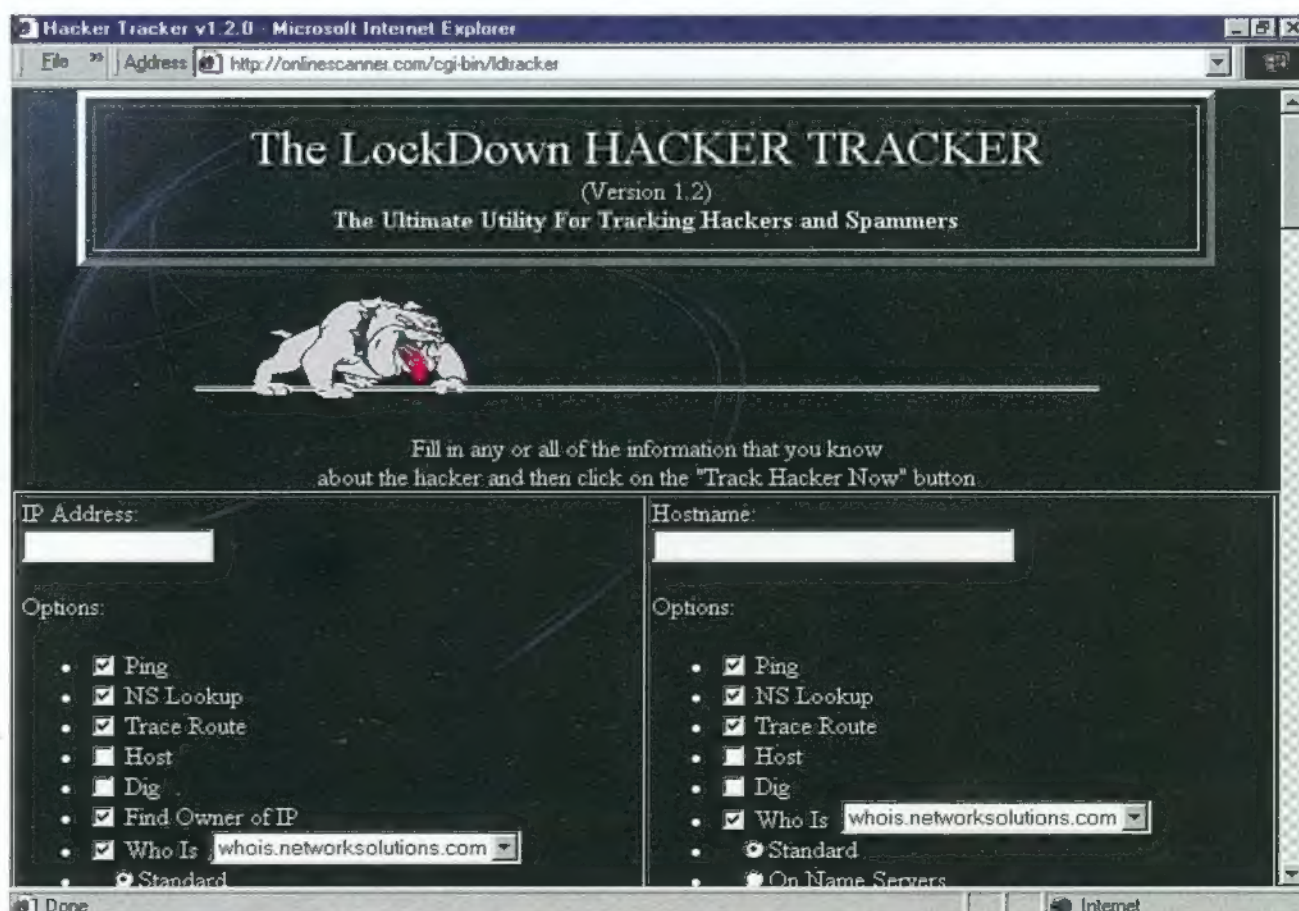 Hacker Tracker v1.2.0 - Microsoft Internet Explorer
File » Address http://onlinescanner.com/cgi-bin/ldtracker
The LockDown HACKER TRACKER
(Version 1.2)
The Ultimate Utility For Tracking Hackers and Spammers
Fill in any or all of the information that you know
about the hacker and then click on the "Track Hacker Now" button
IP Address:
Options:
Ping
NS Lookup
Trace Route
Host
Dig
Find Owner of IP
Who Is whois.networksolutions.com
Standard
Hostname:
Options:
Ping
NS Lookup
Trace Route
Host
Dig
Who Is whois.networksolutions.com
Standard
On Name Servers
Done
Internet